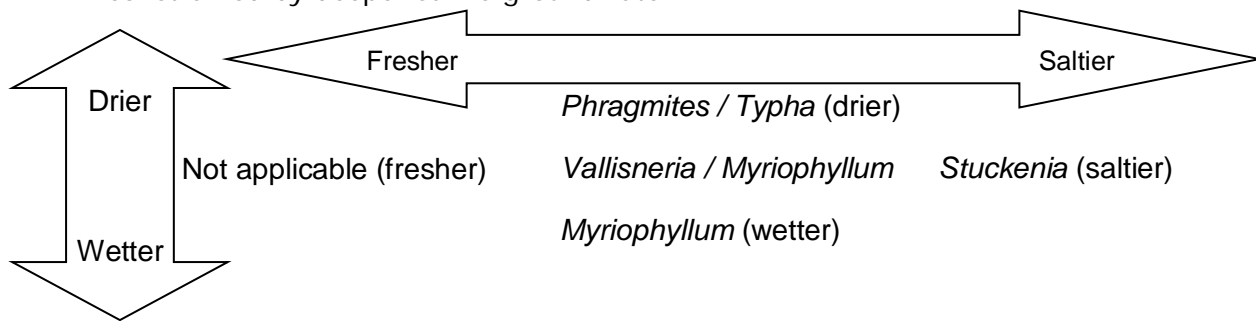 Fresher Saltier
Drier
Phragmites / Typha (drier)
Not applicable (fresher) Vallisneria / Myriophyllum Stuckenia (saltier)
Myriophyllum (wetter)
Wetter